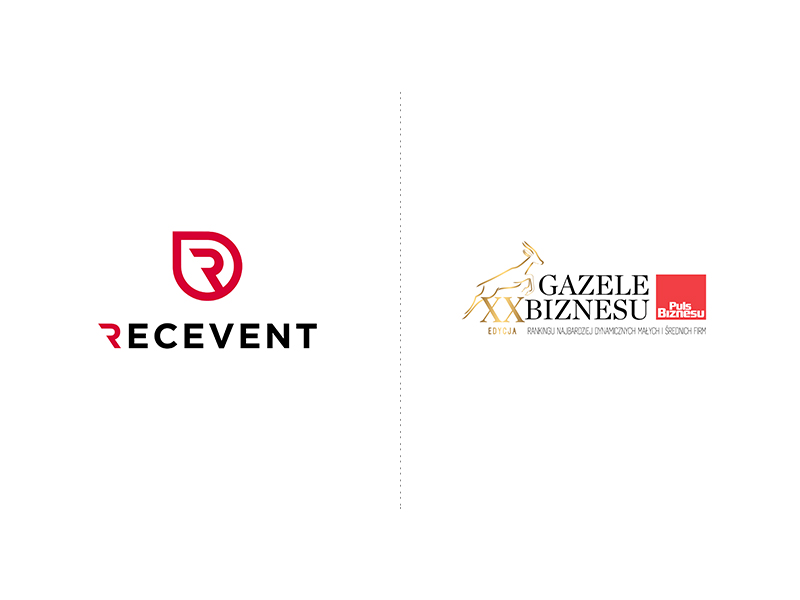 R
RECEVENT
GAZELE
XX BIZNESU
Puls
Biznesu
EDYCJA RANKINGU NAJBARDZIEJ DYNAMICZNYCH MAŁYCH I ŚREDNICH FIRM